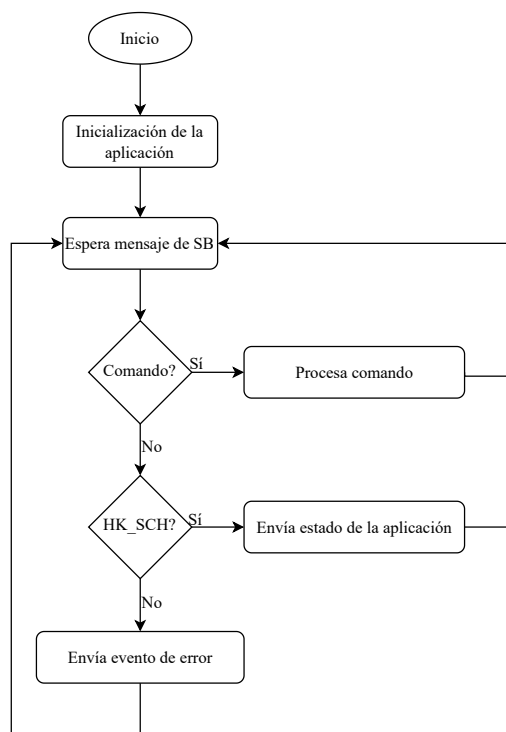 Inicio
Inicialización de la
aplicación
Espera mensaje de SB
Comando?
Sí
Procesa comando
No
HK_SCH?
Sí
Envía estado de la aplicación
No
Envía evento de error